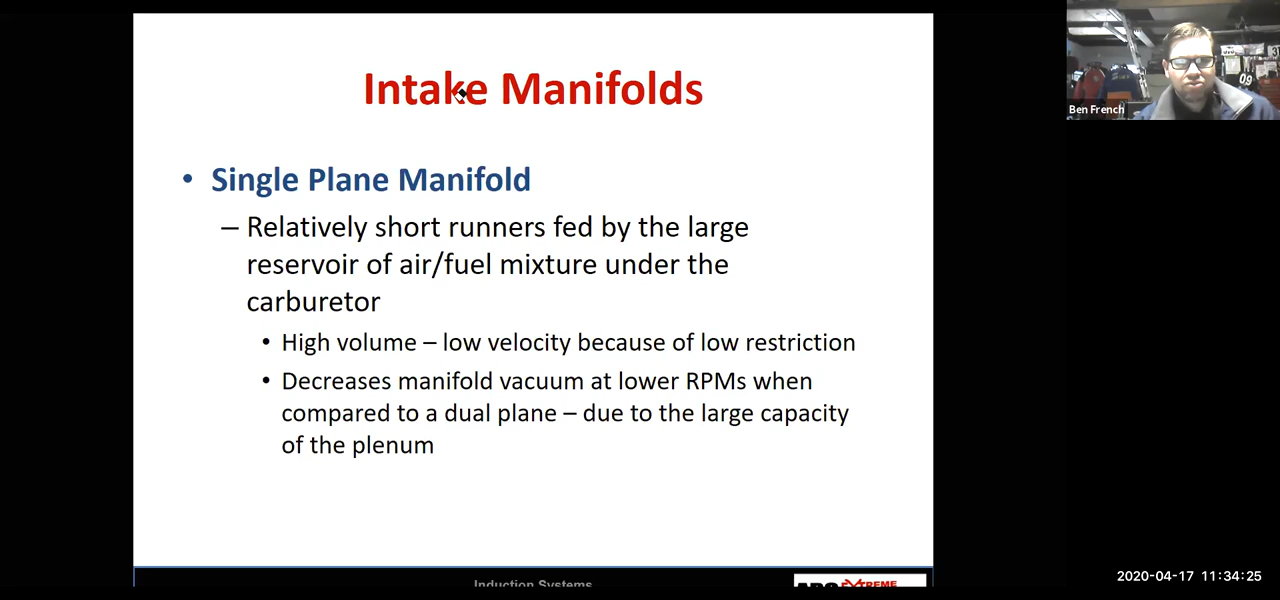 Intake Manifolds
• Single Plane Manifold
– Relatively short runners fed by the large
reservoir of air/fuel mixture under the
carburetor
• High volume – low velocity because of low restriction
• Decreases manifold vacuum at lower RPMs when
compared to a dual plane – due to the large capacity
of the plenum
Induction Systems
EXTREME
09
Ben French
2020-04-17 11:34:25